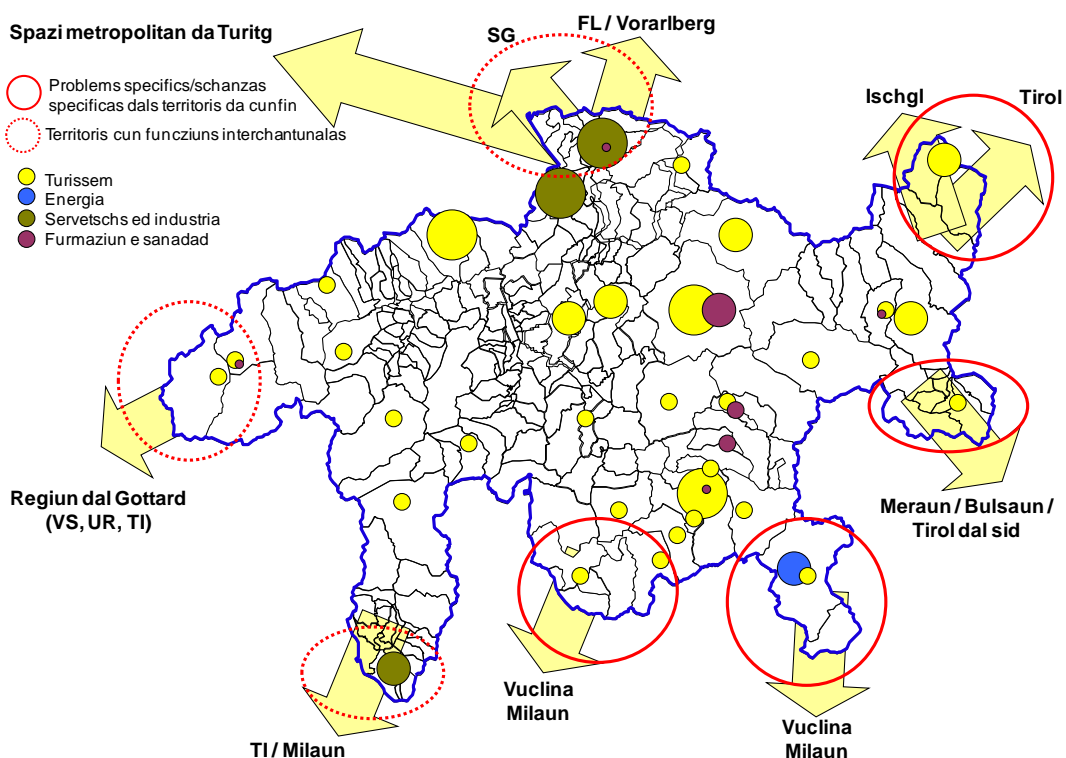 Spazi metropolitan da Turitg
Problems specifics/schanzas
specificas dals territoris da cunfin
Territoris cun funcziuns interchantunalas
Turissem
Energia
Servetschs ed industria
Furmaziun e sanadad
SG
FL / Vorarlberg
Ischgl
Tirol
Regiun dal Gottard
(VS, UR, TI)
Meraun / Bulsaun /
Tirol dal sid
Vuclina
Milaun
Vuclina
Milaun
TI / Milaun